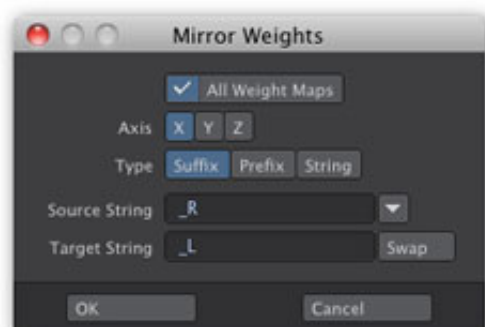 Mirror Weights
All Weight Maps
Axis X Y Z
Type Suffix Prefix String
Source String _R
Target String _L Swap
OK Cancel